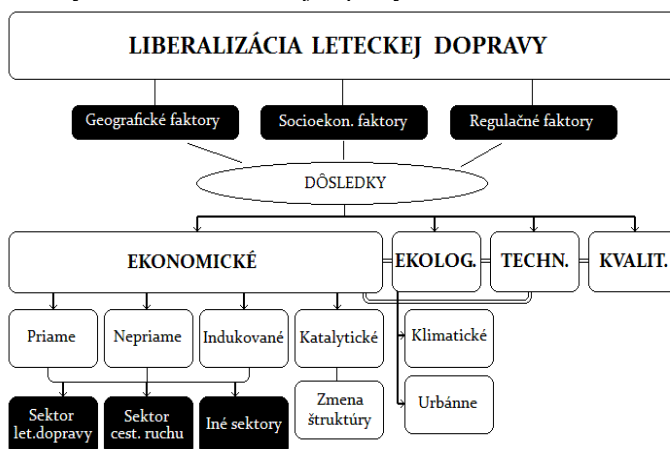 LIBERALIZÁCIA LETECKEJ DOPRAVY
Geografické faktory
Socioekon. faktory
Regulačné faktory
DÔSLEDKY
EKONOMICKÉ
EKOLOG.
TECHN.
KVALIT.
Priame
Nepriame
Indukované
Katalytické
Klimatické
Sektor
let.dopravy
Sektor
cest. ruchu
Iné sektory
Zmena
štruktúry
Urbánne